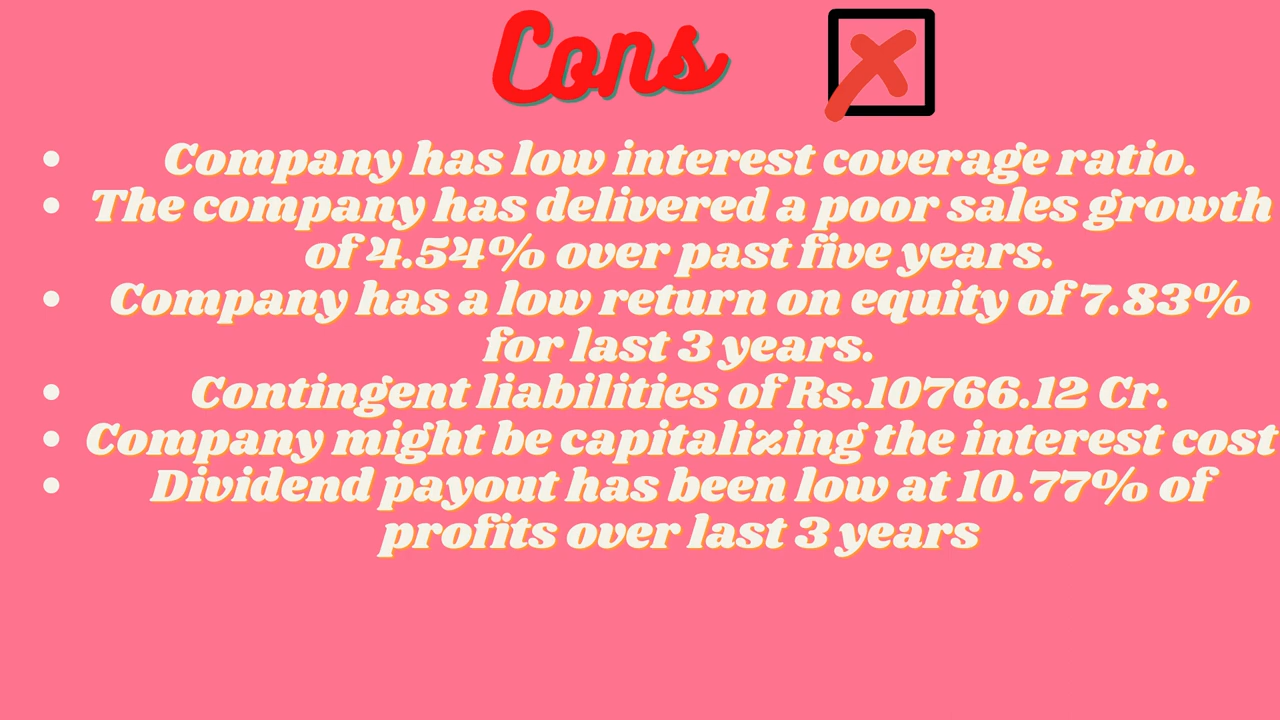 Cons
Company has low interest coverage ratio.
The company has delivered a poor sales growth
of 4.54% over past five years.
Company has a low return on equity of 7.83%
for last 3 years.
Contingent liabilities of Rs.10766.12 Cr.
Company might be capitalizing the interest cost
Dividend payout has been low at 10.77% of
profits over last 3 years